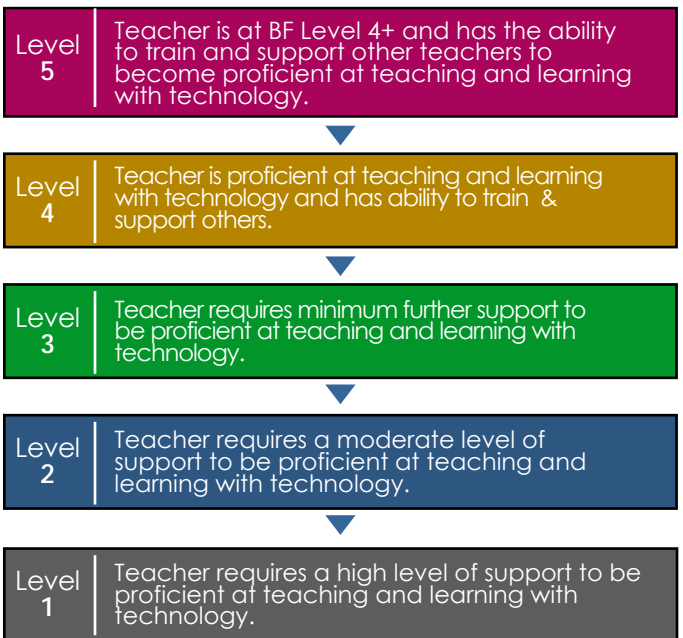 Level
5
Teacher is at BF Level 4+ and has the ability
to train and support other teachers to
become proficient at teaching and learning
with technology.
Level
4
Teacher is proficient at teaching and learning
with technology and has ability to train &
support others.
Level
3
Teacher requires minimum further support to
be proficient at teaching and learning with
technology.
Level
2
Teacher requires a moderate level of
support to be proficient at teaching and
learning with technology.
Level
1
Teacher requires a high level of support to be
proficient at teaching and learning with
technology.